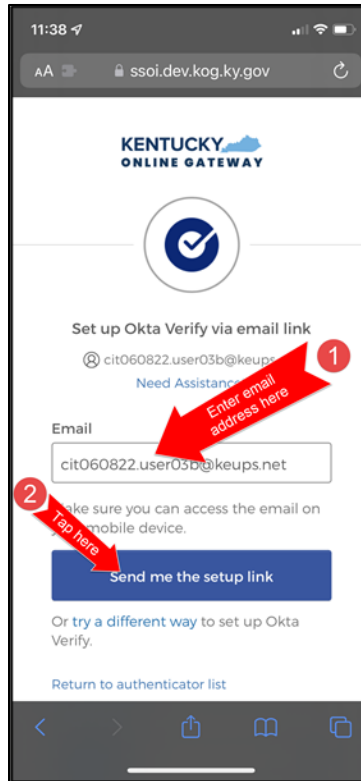 11:38
AA ssoi.dev.kog.ky.gov
KENTUCKY
ONLINE GATEWAY
Set up Okta Verify via email link
cit060822.user03b@keups
1
Need Assistance
Enter email
address here
Email
cit060822.user03b@keups.net
2
Make sure you can access the email on
mobile device.
Tap here
Send me the setup link
Or try a different way to set up Okta
Verify.
Return to authenticator list